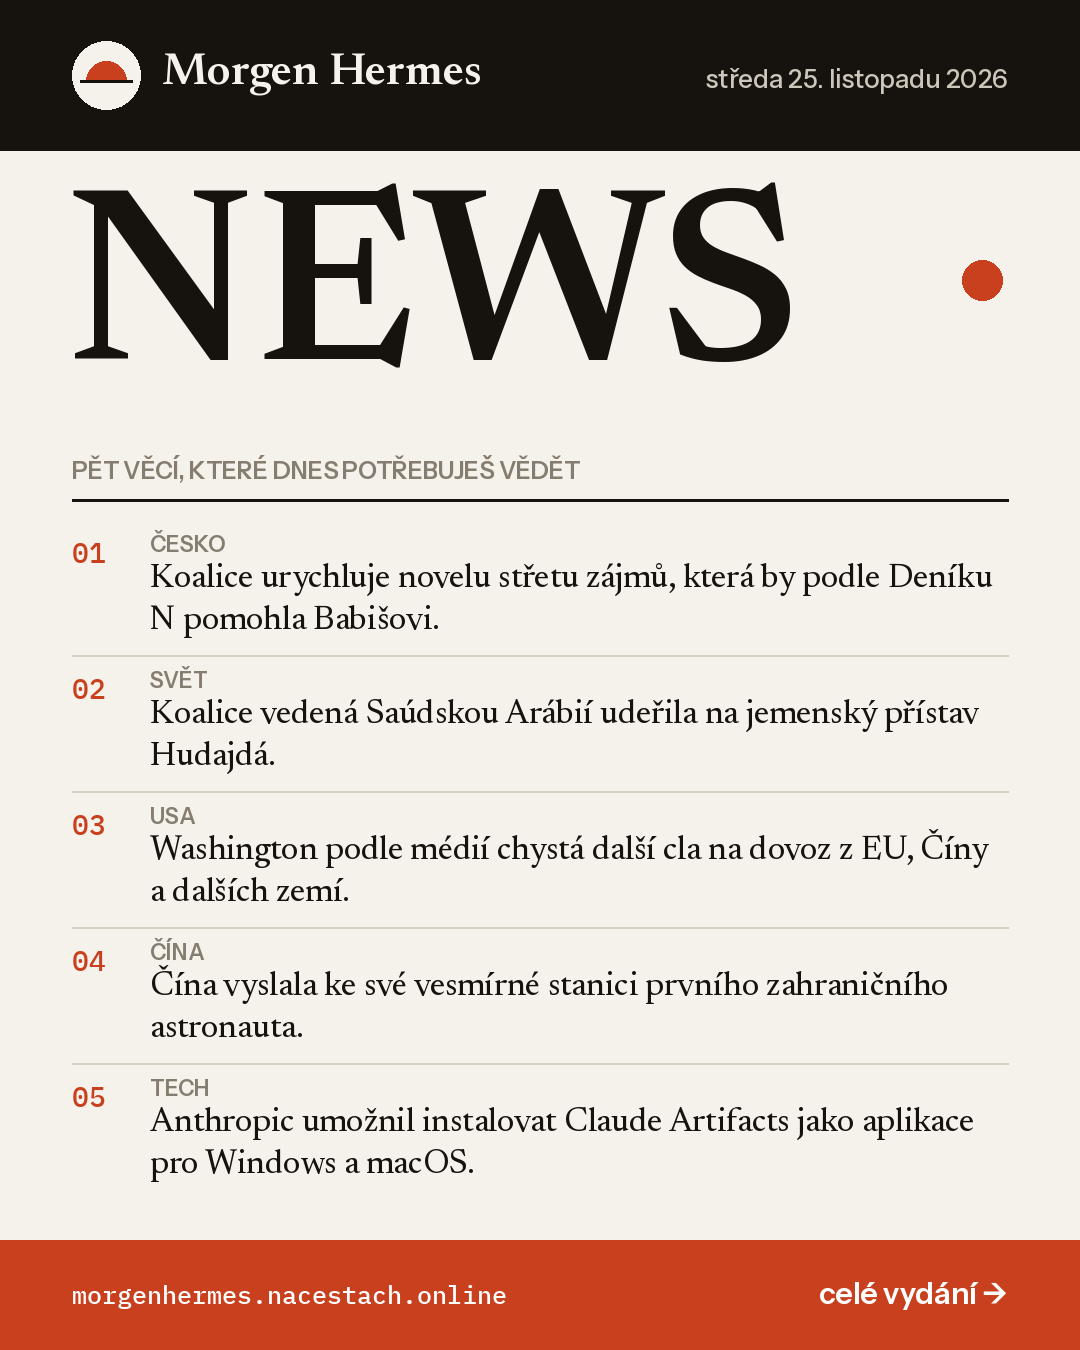 Morgen Hermes
středa 25. listopadu 2026
NEWS
PĚT VĚCÍ, KTERÉ DNES POTŘEBUJEŠ VĚDĚT
01
ČESKO
Koalice urychluje novelu střetu zájmů, která by podle Deníku
N pomohla Babišovi.
02
SVĚT
Koalice vedená Saúdskou Arábií udeřila na jemenský přístav
Hudajdá.
03
USA
Washington podle médií chystá další cla na dovoz z EU, Číny
a dalších zemí.
04
ČÍNA
Čína vyslala ke své vesmírné stanici prvního zahraničního
astronauta.
05
TECH
Anthropic umožnil instalovat Claude Artifacts jako aplikace
pro Windows a macOS.
morgenhermes.nacestach.online
celé vydání →